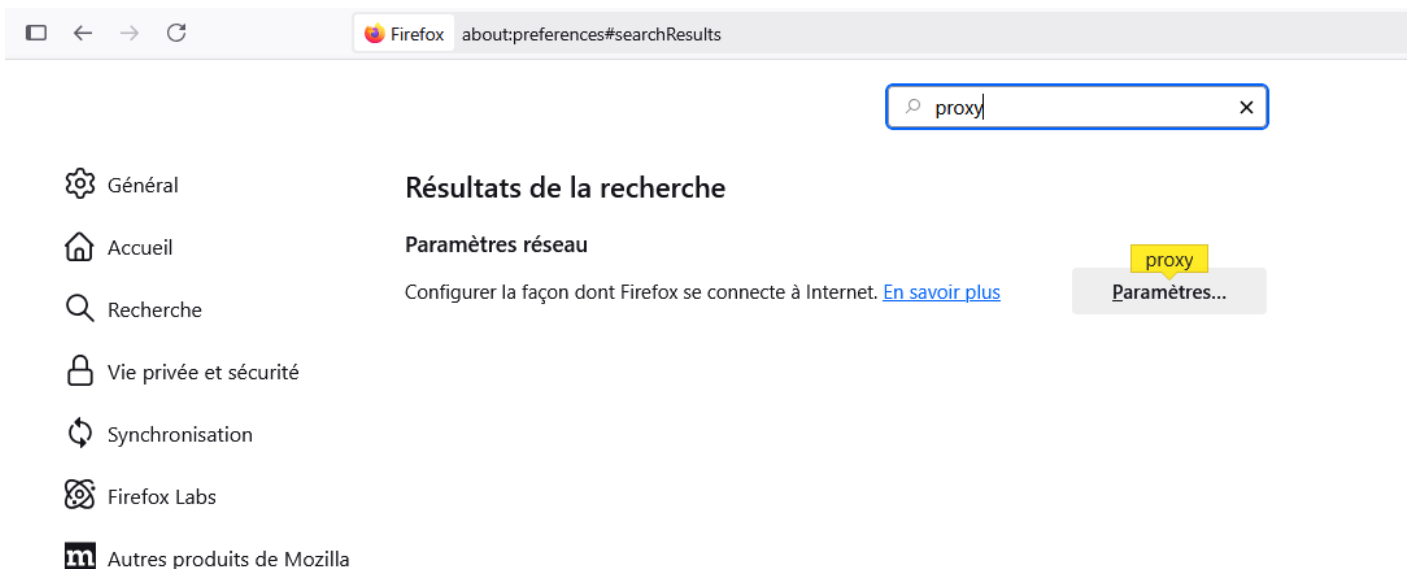 Firefox about:preferences#searchResults
proxy
Général
Résultats de la recherche
Accueil
Paramètres réseau
proxy
Configurer la façon dont Firefox se connecte à Internet. En savoir plus
Paramètres...
Recherche
Vie privée et sécurité
Synchronisation
Firefox Labs
m Autres produits de Mozilla